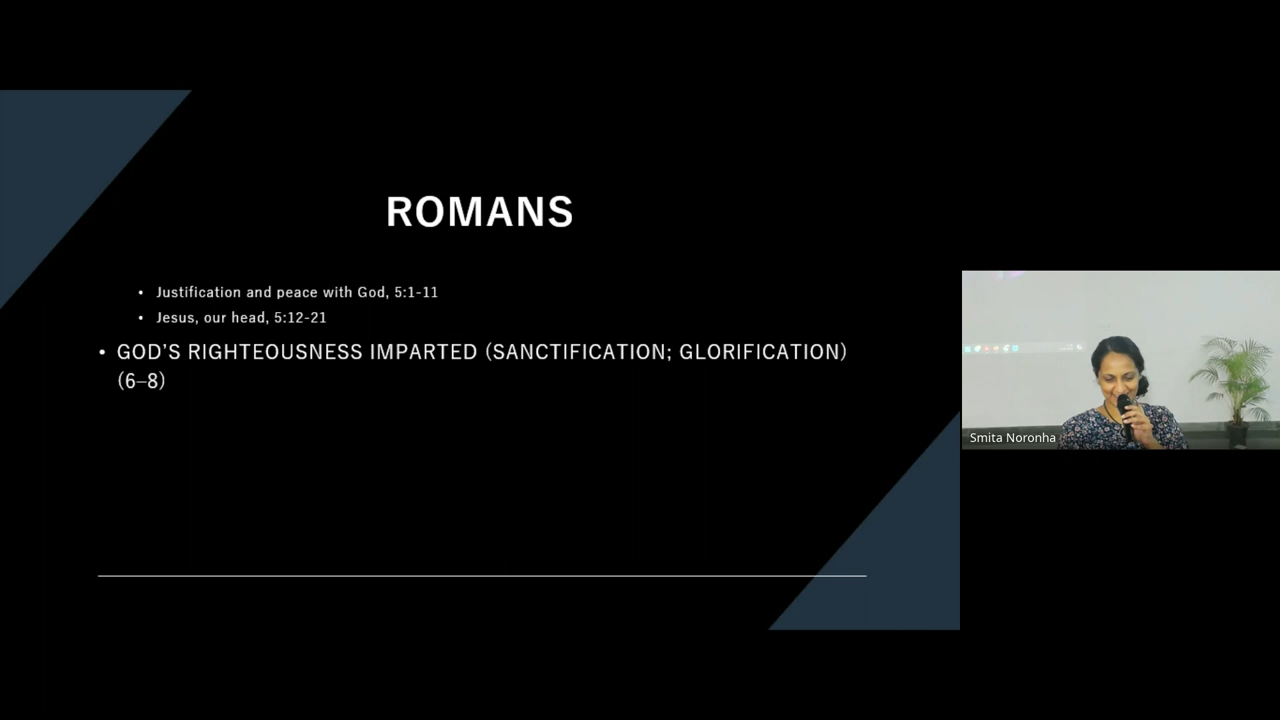 ROMANS
• Justification and peace with God, 5:1-11
• Jesus, our head, 5:12-21
• GOD’S RIGHTEOUSNESS IMPARTED (SANCTIFICATION; GLORIFICATION)
(6–8)
Smita Noronha